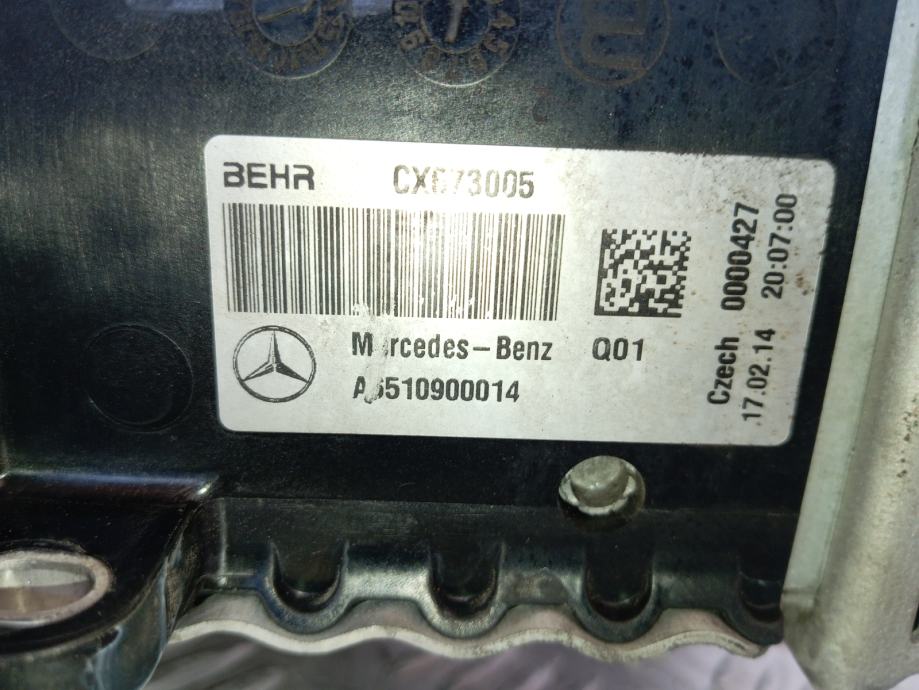 BEHR CX673005
Mercedes-Benz Q01
A6510900014
Czech 0000427
17.02.14 20:07:00